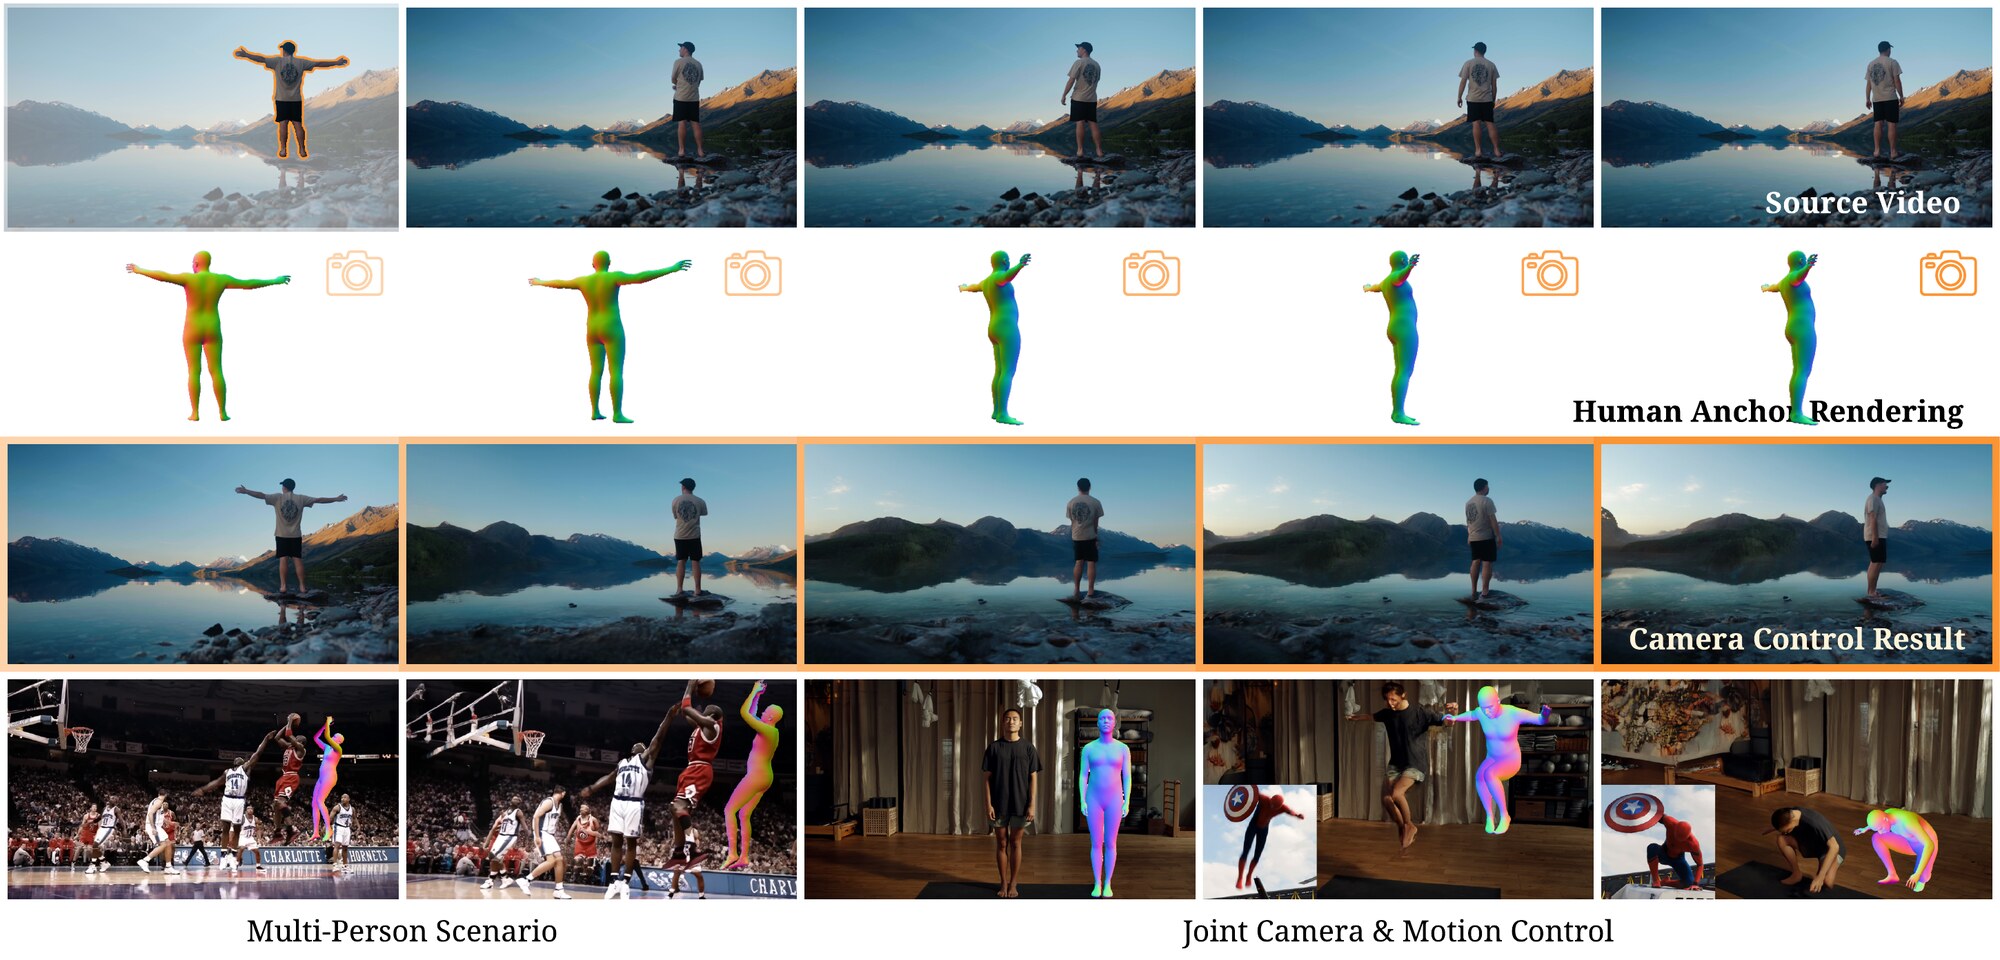 Source Video
Human Anchor Rendering
Camera Control Result
14
CHARLOTTE HORNETS
14
CHARL
Multi-Person Scenario
Joint Camera & Motion Control